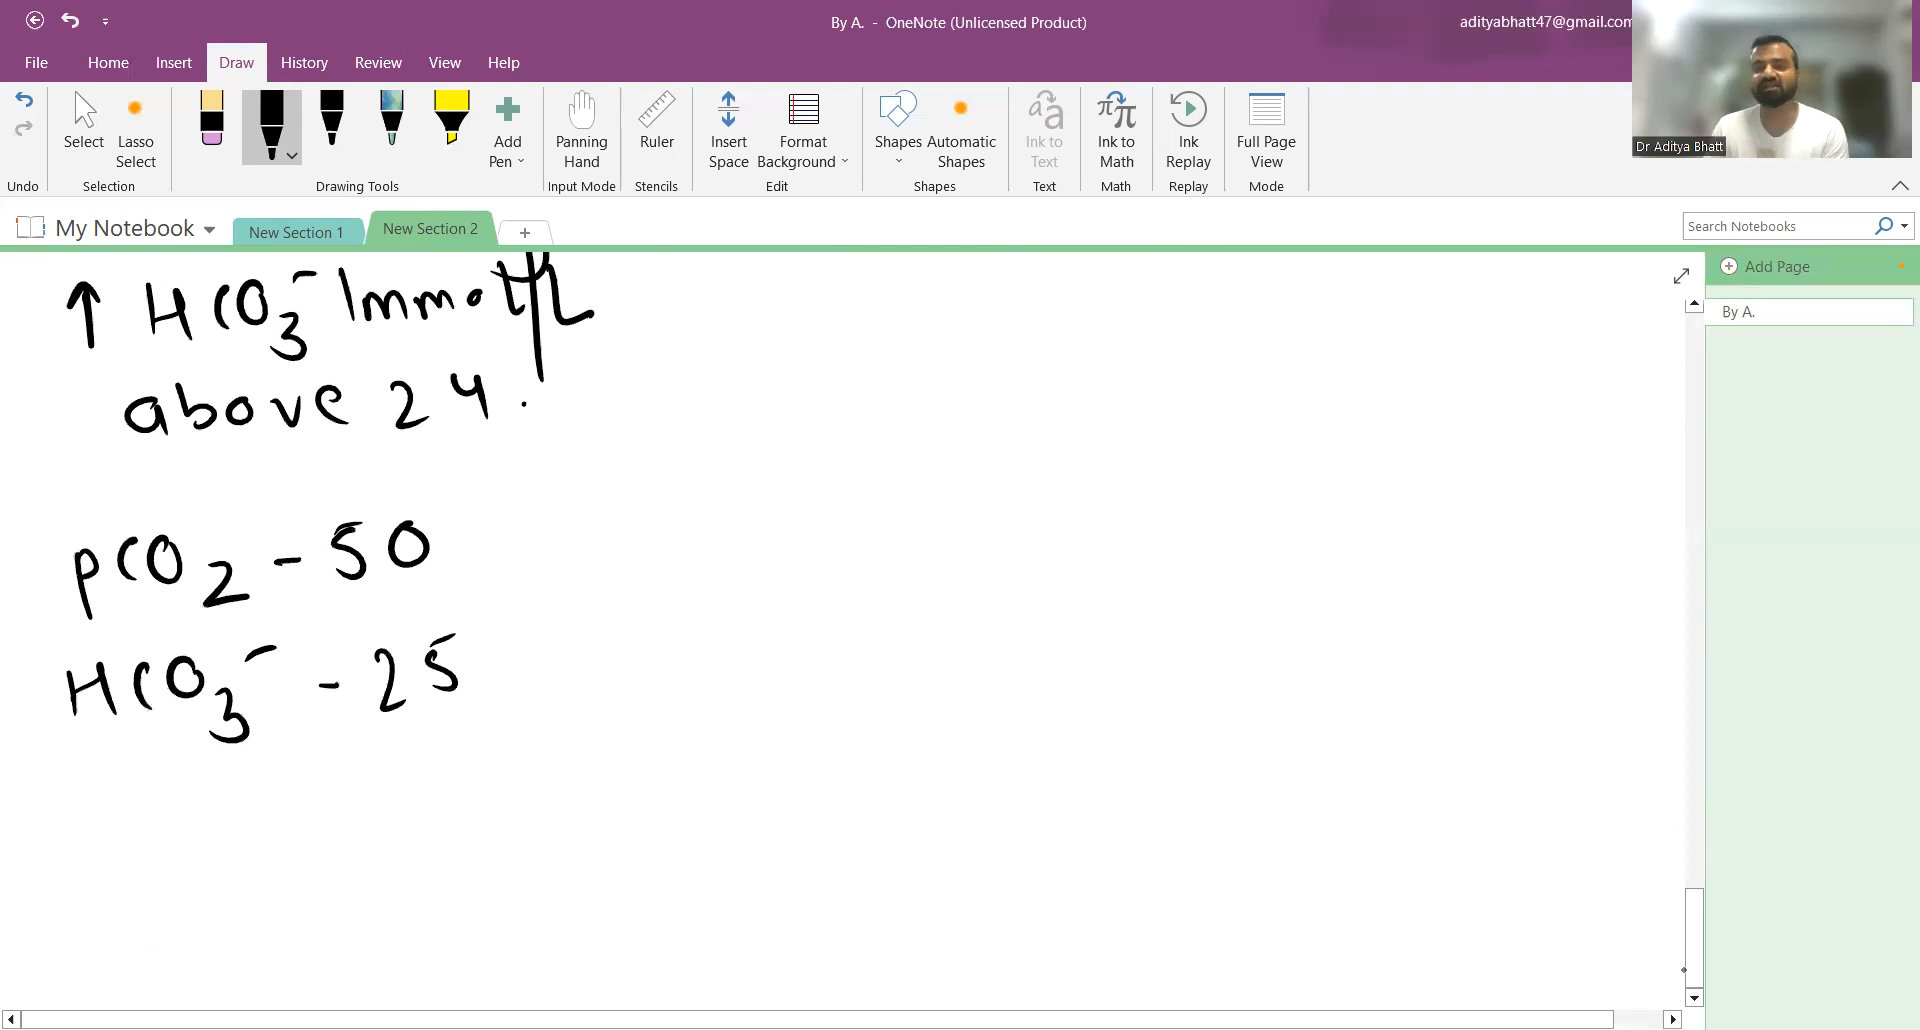 By A. - OneNote (Unlicensed Product)
adityabhatt47@gmail.com
File Home Insert Draw History Review View Help
Undo
Select
Lasso Select
Selection
Drawing Tools
Add Pen
Panning Hand
Input Mode
Ruler
Stencils
Insert Space
Format Background
Edit
Shapes
Automatic Shapes
Shapes
Ink to Text
Text
Ink to Math
Math
Ink Replay
Replay
Full Page View
Mode
Dr Aditya Bhatt
My Notebook
New Section 1
New Section 2
Search Notebooks
Add Page
By A.
↑ HCO3⁻ 1mmol/L
above 24.
pCO2 - 50
HCO3⁻ - 25